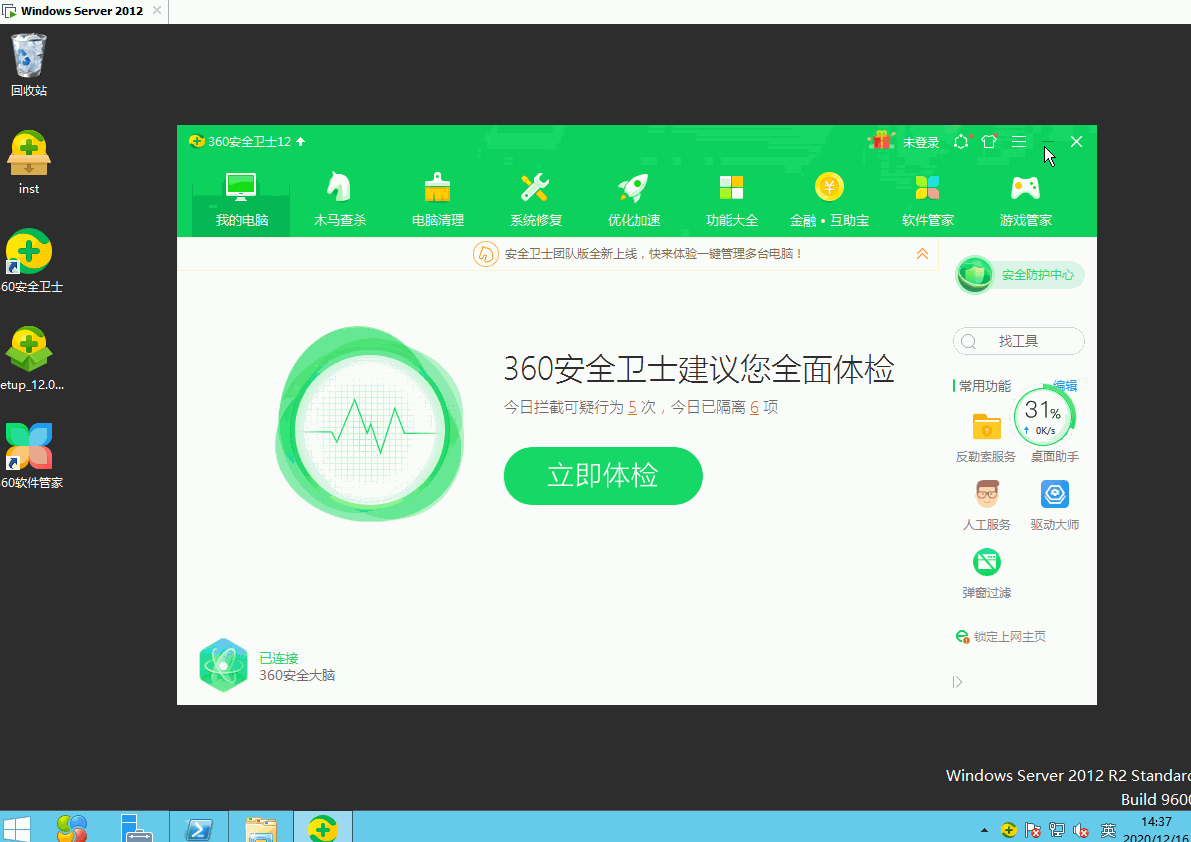 Windows Server 2012
回收站
inst
60安全卫士
etup_12.0...
60软件管家
360安全卫士12
未登录
我的电脑
木马查杀
电脑清理
系统修复
优化加速
功能大全
金融•互助宝
软件管家
游戏管家
安全卫士团队版全新上线，快来体验一键管理多台电脑！
安全防护中心
找工具
360安全卫士建议您全面体检
今日拦截可疑行为 5 次，今日已隔离 6 项
立即体检
常用功能
编辑
31%
0K/s
反勒索服务
桌面助手
人工服务
驱动大师
弹窗过滤
锁定上网主页
已连接
360安全大脑
Windows Server 2012 R2 Standard
Build 9600
英
14:37
2020/12/16